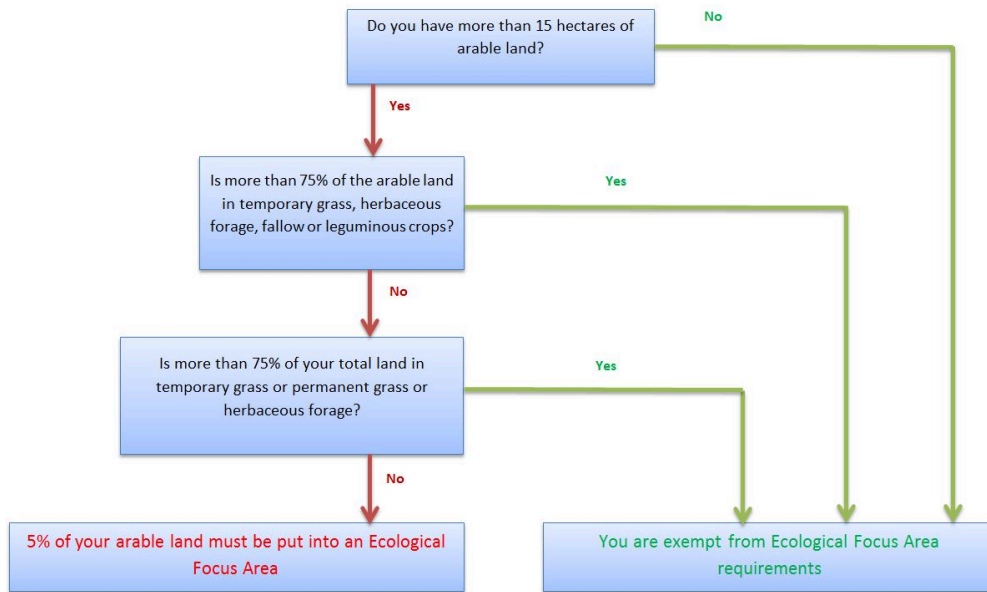 Do you have more than 15 hectares of
arable land?
No
Yes
Is more than 75% of the arable land
in temporary grass, herbaceous
forage, fallow or leguminous crops?
Yes
No
Is more than 75% of your total land in
temporary grass or permanent grass or
herbaceous forage?
Yes
No
5% of your arable land must be put into an Ecological
Focus Area
You are exempt from Ecological Focus Area
requirements